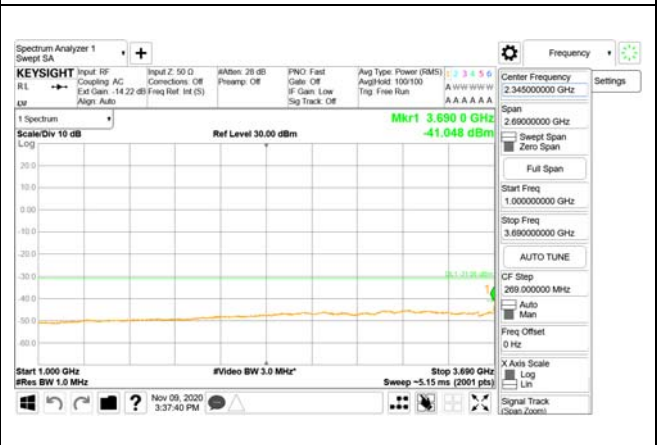 Spectrum Analyzer 1
Swept SA
Frequency
KEYSIGHT
Input: RF
Input Z: 50 Ω
#Atten: 28 dB
PNO: Fast
Avg Type: Power (RMS)
1 2 3 4 5 6
RL
Coupling: AC
Corrections: Off
Preamp: Off
Gate: Off
Avg|Hold: 100/100
A W W W W W
Ext Gain: -14.22 dB
Freq Ref: Int (S)
IF Gain: Low
Trig: Free Run
Align: Auto
Sig Track: Off
A A A A A A
Center Frequency
2.345000000 GHz
Settings
1 Spectrum
Mkr1 3.690 0 GHz
Scale/Div 10 dB
Ref Level 30.00 dBm
-41.048 dBm
Span
2.69000000 GHz
Swept Span
Zero Span
Full Span
Start Freq
1.000000000 GHz
Stop Freq
3.690000000 GHz
AUTO TUNE
CF Step
269.000000 MHz
Auto
Man
Freq Offset
0 Hz
X Axis Scale
Log
Lin
Signal Track
(Span Zoom)
Log
20.0
10.0
0.00
-10.0
-20.0
-30.0
-40.0
-50.0
-60.0
1
Start 1.000 GHz
#Video BW 3.0 MHz*
Stop 3.690 GHz
#Res BW 1.0 MHz
Sweep ~5.15 ms (2001 pts)
Nov 09, 2020
3:37:40 PM